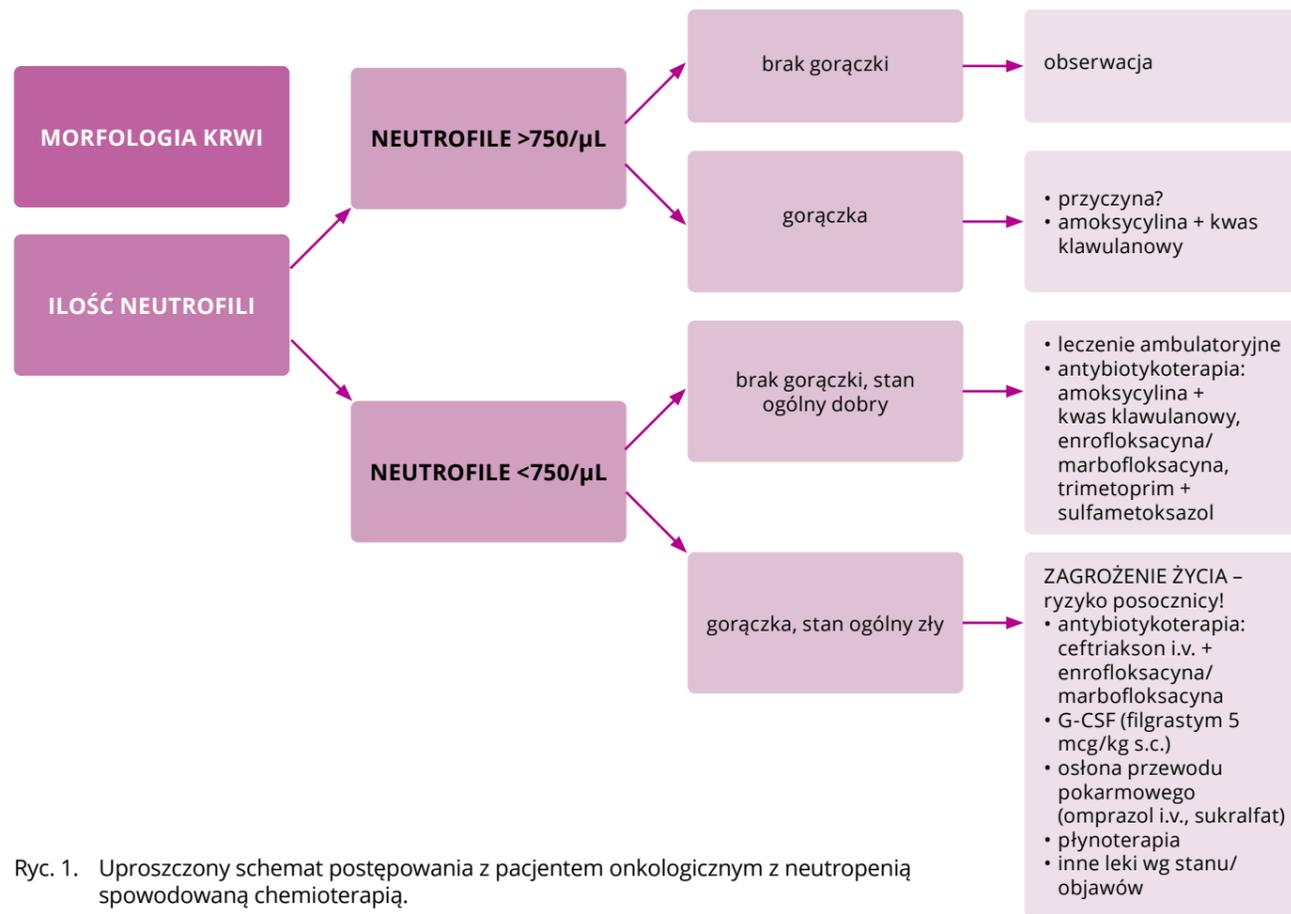 MORFOLOGIA KRWI
ILOŚĆ NEUTROFILI
NEUTROFILE >750/µL
brak gorączki
obserwacja
gorączka
• przyczyna?
• amoksycylina + kwas
klawulanowy
NEUTROFILE <750/µL
brak gorączki, stan
ogólny dobry
• leczenie ambulatoryjne
• antybiotykoterapia:
amoksycylina +
kwas klawulanowy,
enrofloksacyna/
marbofloksacyna,
trimetoprim +
sulfametoksazol
gorączka, stan ogólny zły
ZAGROŻENIE ŻYCIA –
ryzyko posocznicy!
• antybiotykoterapia:
ceftriakson i.v. +
enrofloksacyna/
marbofloksacyna
• G-CSF (filgrastym 5
mcg/kg s.c.)
• osłona przewodu
pokarmowego
(omprazol i.v., sukralfat)
• płynoterapia
• inne leki wg stanu/
objawów
Ryc. 1. Uproszczony schemat postępowania z pacjentem onkologicznym z neutropenią
spowodowaną chemioterapią.